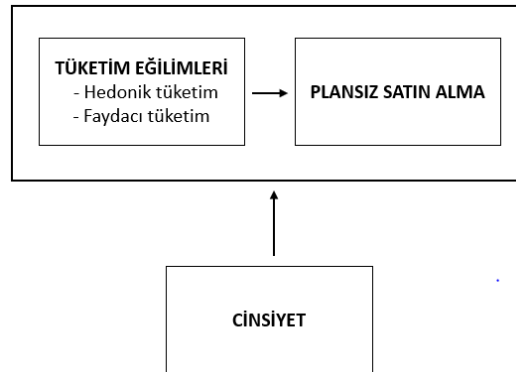 TÜKETİM EĞİLİMLERİ
- Hedonik tüketim
- Faydacı tüketim
PLANSIZ SATIN ALMA
CİNSİYET